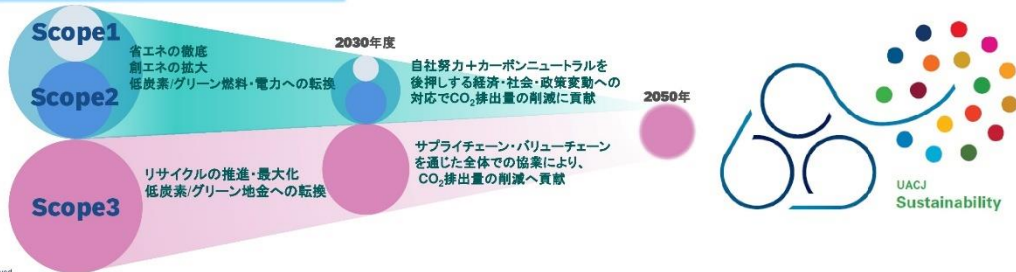 Scope1
Scope2
省エネの徹底
創エネの拡大
低炭素/グリーン燃料・電力への転換
2030年度
自社努力+カーボンニュートラルを
後押しする経済・社会・政策変動への
対応でCO₂排出量の削減に貢献
2050年
Scope3
リサイクルの推進・最大化
低炭素/グリーン地金への転換
サプライチェーン・バリューチェーン
を通じた全体での協業により、
CO₂排出量の削減へ貢献
UACJ
Sustainability